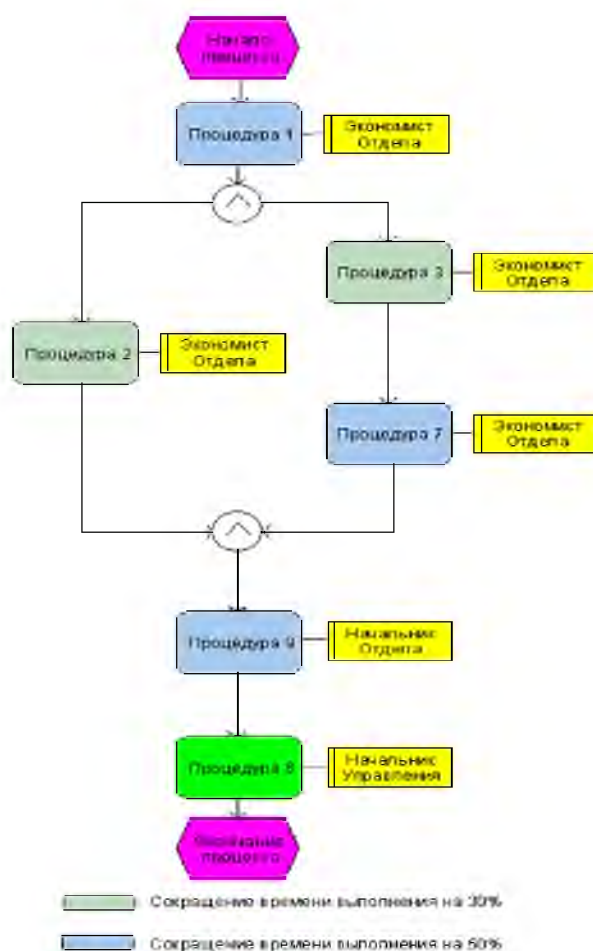 Начало
процесса
Процедура 1
Экономист
Отдела
Процедура 3
Экономист
Отдела
Процедура 2
Экономист
Отдела
Процедура 7
Экономист
Отдела
Процедура 9
Начальник
Отдела
Процедура
Начальник
Управления
Окончание
процесса
Сокращение времени выполнения на 30%
Сокращение времени выполнения на 50%